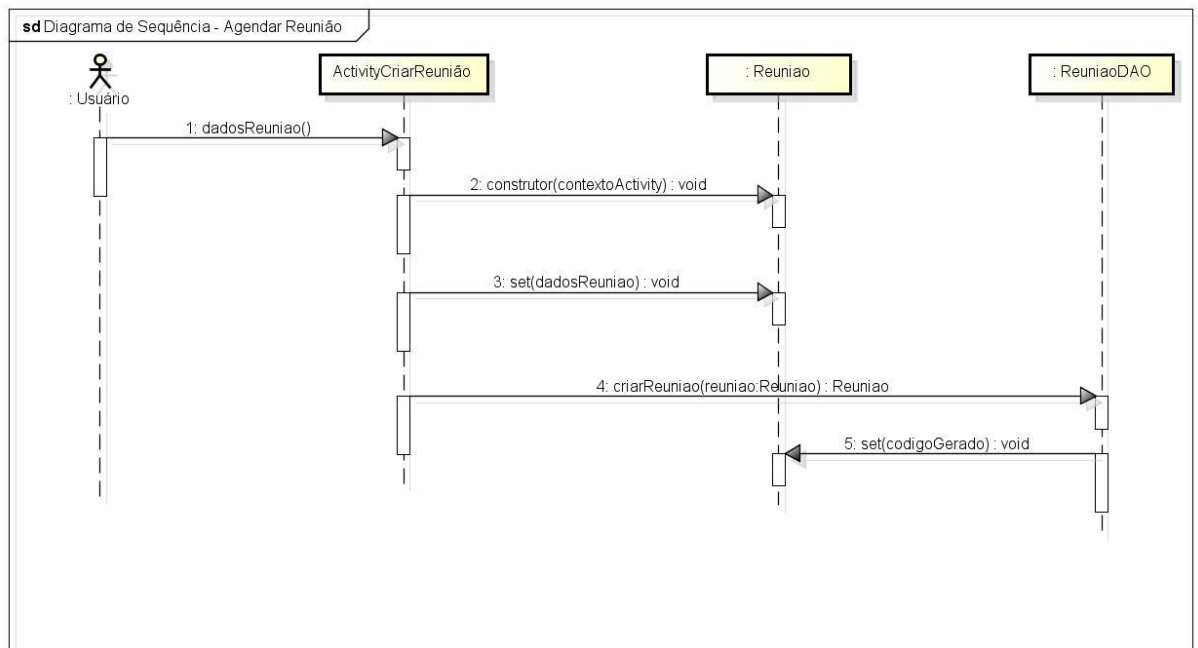 sd Diagrama de Sequência - Agendar Reunião
: Usuário
ActivityCriarReunião
: Reuniao
: ReuniaoDAO
1: dadosReuniao()
2: construtor(contextoActivity) : void
3: set(dadosReuniao) : void
4: criarReuniao(reuniao:Reuniao) : Reuniao
5: set(codigoGerado) : void